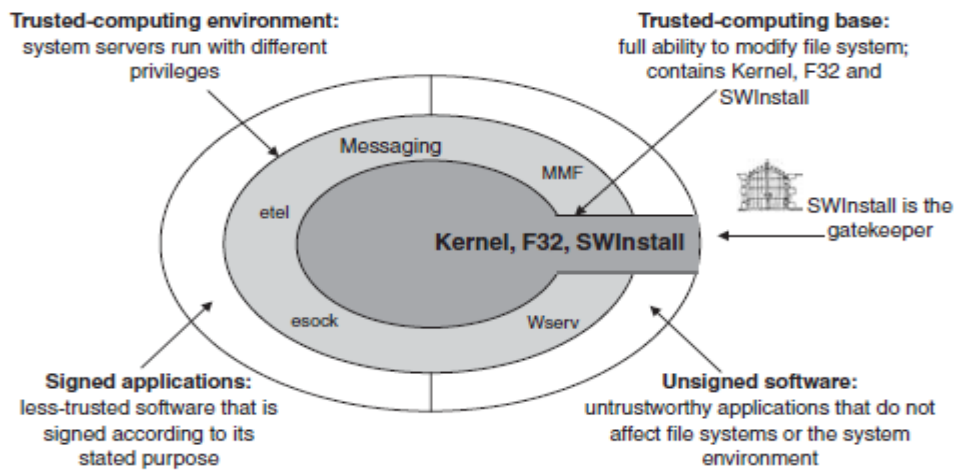 Trusted-computing environment:
system servers run with different
privileges
Trusted-computing base:
full ability to modify file system;
contains Kernel, F32 and
SWInstall
Messaging
MMF
etel
SWInstall is the
gatekeeper
Kernel, F32, SWInstall
esock
Wserv
Signed applications:
less-trusted software that is
signed according to its
stated purpose
Unsigned software:
untrustworthy applications that do not
affect file systems or the system
environment